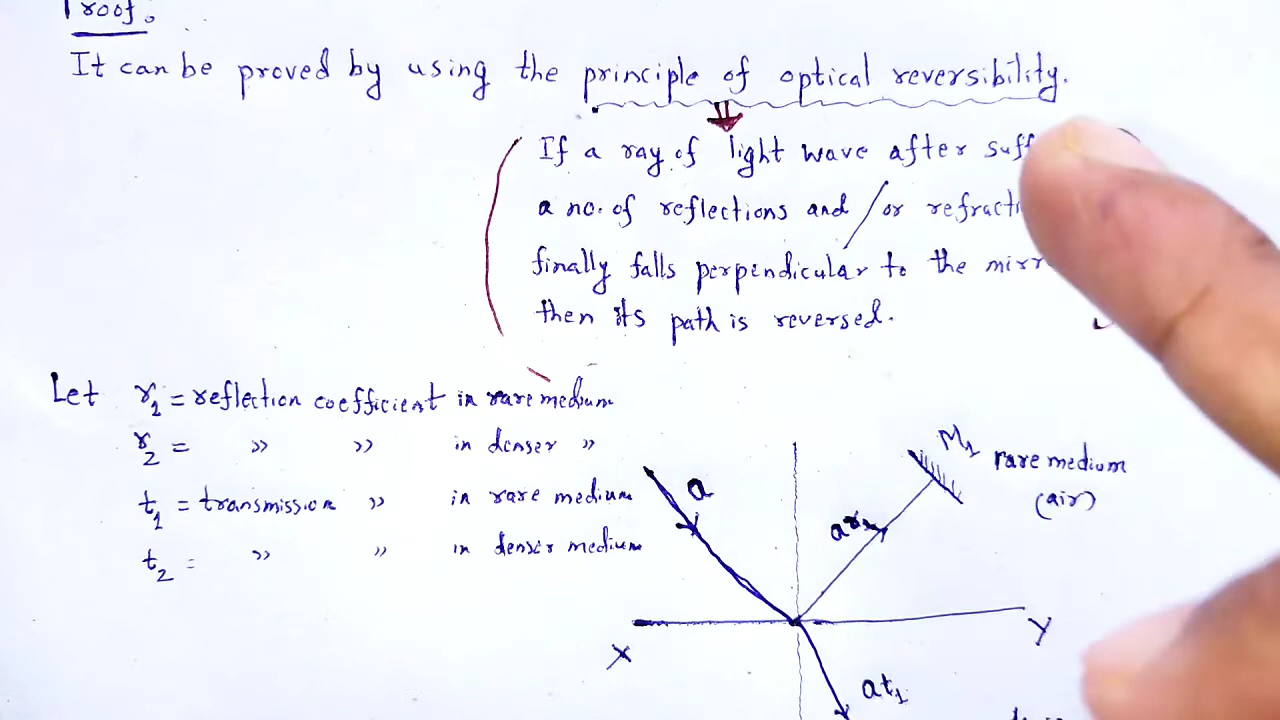 Proof.
It can be proved by using the principle of optical reversibility.
If a ray of light wave after suff
a no. of reflections and / or refracti
finally falls perpendicular to the mirr
then its path is reversed.
Let r1 = reflection coefficient in rare medium
r2 = " " in denser "
t1 = transmission " in rare medium
t2 = " " in denser medium
M1
rare medium
(air)
a
ar1
X
Y
at1